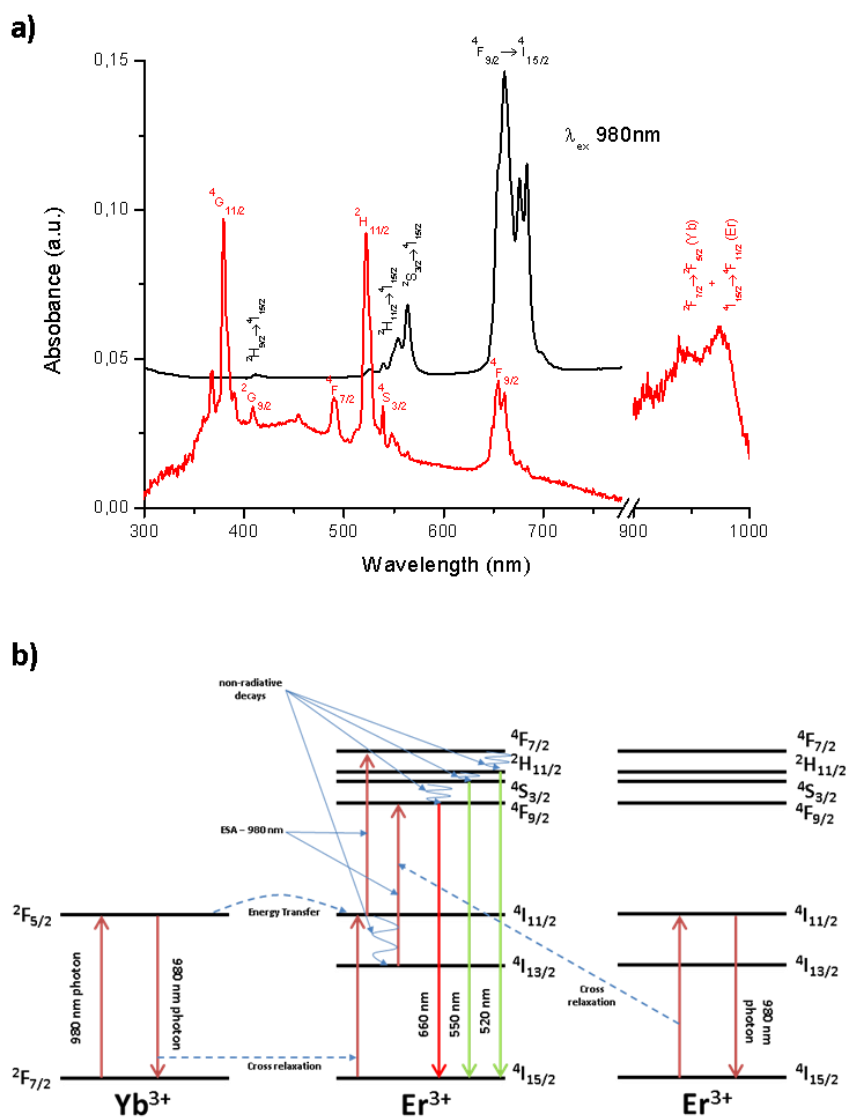 a)
⁴F₉/₂ → ⁴I₁₅/₂
λₑₓ 980nm
0,15
0,10
0,05
0,00
Absobance (a.u.)
⁴G₁₁/₂
²H₉/₂→⁴I₁₅/₂
²G₉/₂
⁴F₇/₂
²H₁₁/₂
⁴S₃/₂
²H₁₁/₂→⁴I₁₅/₂
²S₃/₂→⁴I₁₅/₂
⁴F₉/₂
²F₇/₂→²F₅/₂ (Yb)
+
⁴I₁₅/₂→⁴F₁₁/₂ (Er)
300 400 500 600 700 900 1000
Wavelength (nm)
b)
non-radiative
decays
⁴F₇/₂
²H₁₁/₂
⁴S₃/₂
⁴F₉/₂
⁴F₇/₂
²H₁₁/₂
⁴S₃/₂
⁴F₉/₂
ESA – 980 nm
²F₅/₂
Energy Transfer
⁴I₁₁/₂
⁴I₁₁/₂
980 nm photon
980 nm
photon
⁴I₁₃/₂
⁴I₁₃/₂
660 nm
550 nm
520 nm
Cross
relaxation
980 nm
photon
Cross relaxation
²F₇/₂
⁴I₁₅/₂
⁴I₁₅/₂
Yb³⁺
Er³⁺
Er³⁺